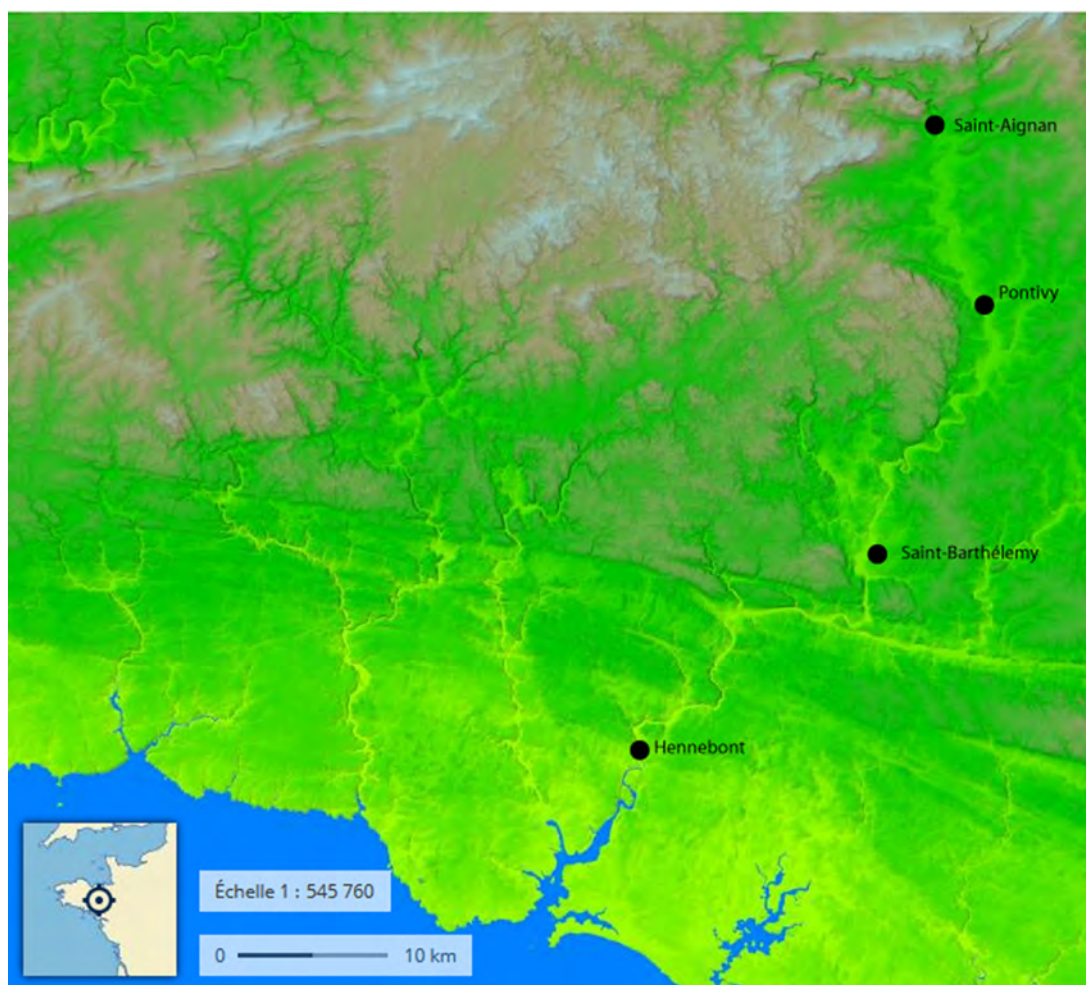 Saint-Aignan
Pontivy
Saint-Barthélemy
Hennebont
Échelle 1 : 545 760
0 10 km